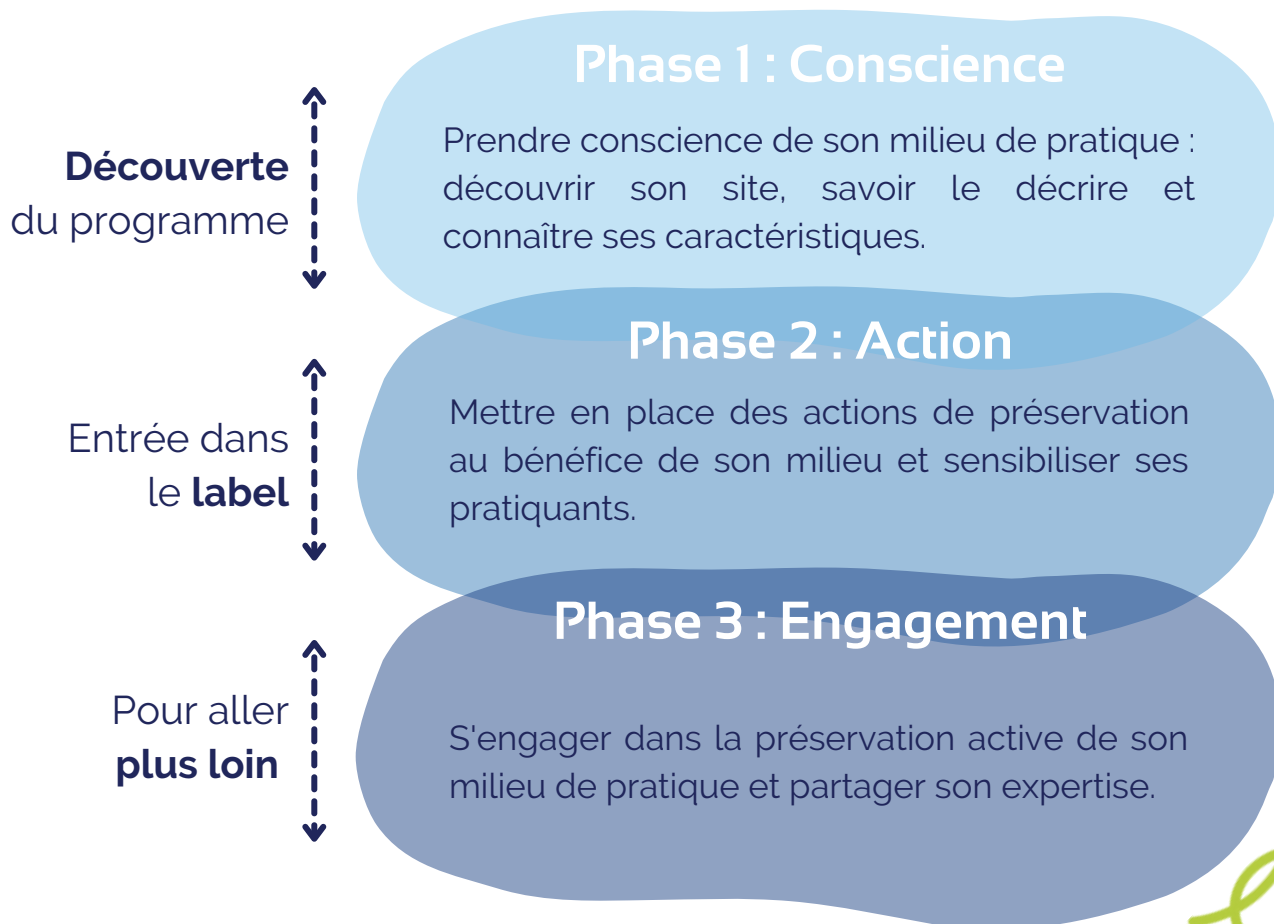 Phase 1 : Conscience
Découverte
du programme
Prendre conscience de son milieu de pratique :
découvrir son site, savoir le décrire et
connaître ses caractéristiques.
Phase 2 : Action
Entrée dans
le label
Mettre en place des actions de préservation
au bénéfice de son milieu et sensibiliser ses
pratiquants.
Phase 3 : Engagement
Pour aller
plus loin
S'engager dans la préservation active de son
milieu de pratique et partager son expertise.